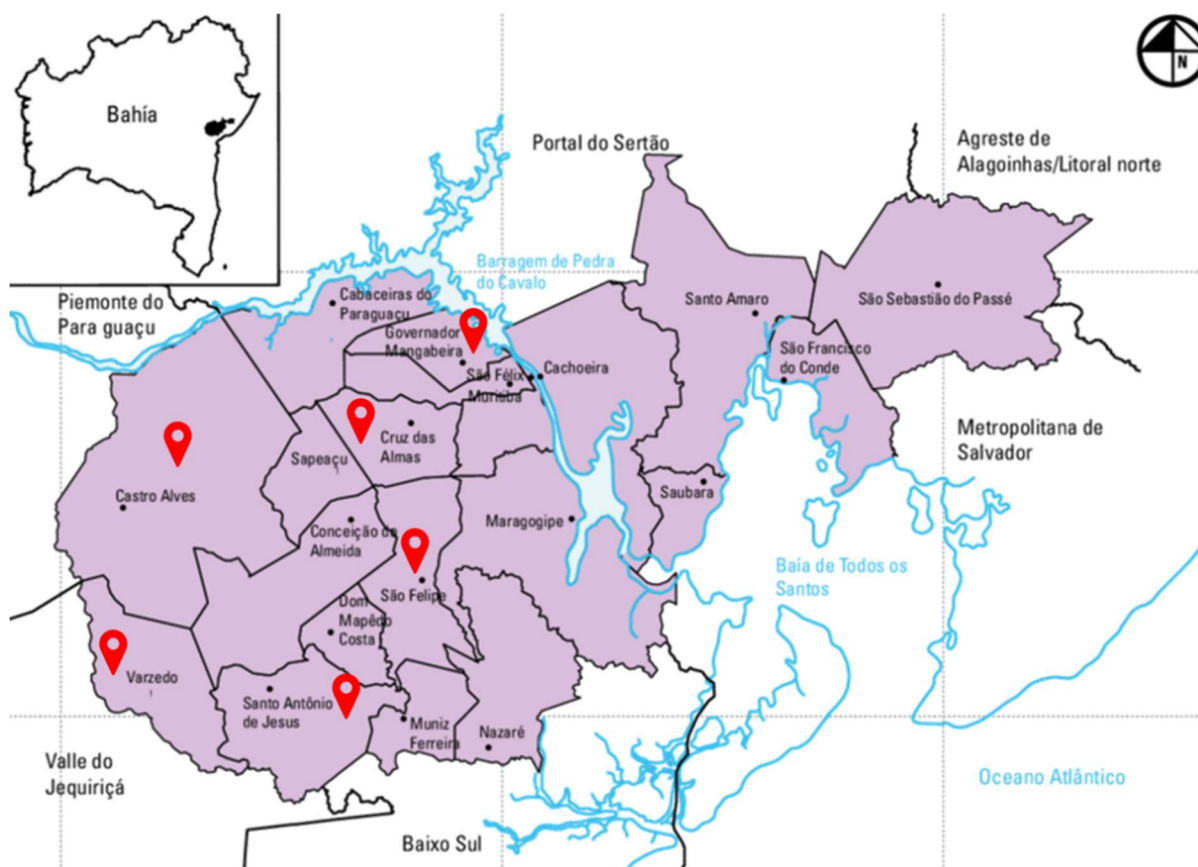 Bahía
N
Portal do Sertão
Agreste de
Alagoinhas/Litoral norte
Barragem de Pedra
do Cavalo
Piemonte do
Para guaçu
Cabaceiras do
Paraguaçu
Santo Amaro
São Sebastião do Passé
Governador
Mangabeira
São Francisco
do Conde
São Félix
Cachoeira
Muritiba
Cruz das
Almas
Sapeaçu
Metropolitana de
Salvador
Castro Alves
Saubara
Maragogipe
Conceição do
Almeida
Baía de Todos os
Santos
São Felipe
Dom
Mapêdo
Costa
Varzedo
Santo Antônio
de Jesus
Muniz
Ferreira
Nazaré
Valle do
Jequiriçá
Oceano Atlântico
Baixo Sul